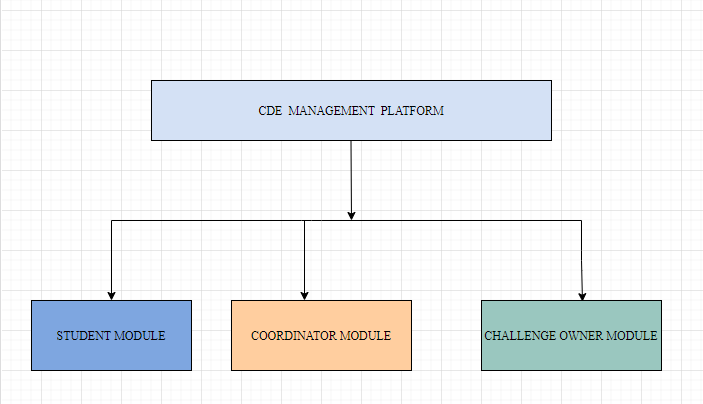 CDE MANAGEMENT PLATFORM
STUDENT MODULE
COORDINATOR MODULE
CHALLENGE OWNER MODULE